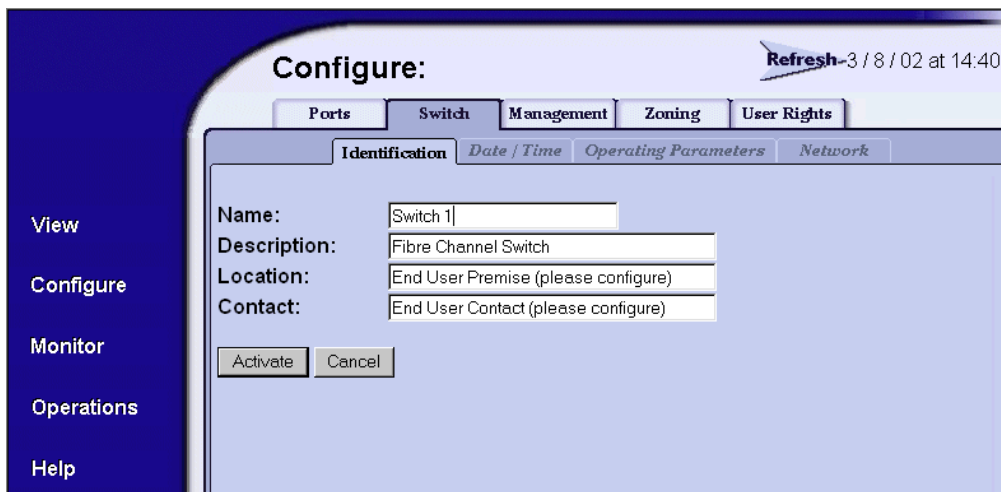 Configure:
Refresh-3 / 8 / 02 at 14:40
Ports Switch Management Zoning User Rights
Identification Date / Time Operating Parameters Network
View
Configure
Monitor
Operations
Help
Name: Switch 1
Description: Fibre Channel Switch
Location: End User Premise (please configure)
Contact: End User Contact (please configure)
Activate Cancel